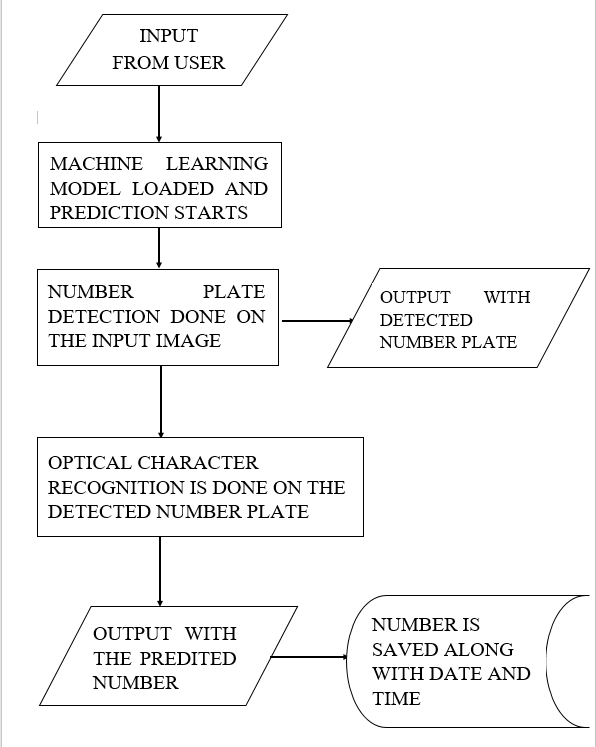 INPUT
FROM USER
MACHINE LEARNING
MODEL LOADED AND
PREDICTION STARTS
NUMBER PLATE
DETECTION DONE ON
THE INPUT IMAGE
OUTPUT WITH
DETECTED
NUMBER PLATE
OPTICAL CHARACTER
RECOGNITION IS DONE ON THE
DETECTED NUMBER PLATE
OUTPUT WITH
THE PREDITED
NUMBER
NUMBER IS
SAVED ALONG
WITH DATE AND
TIME